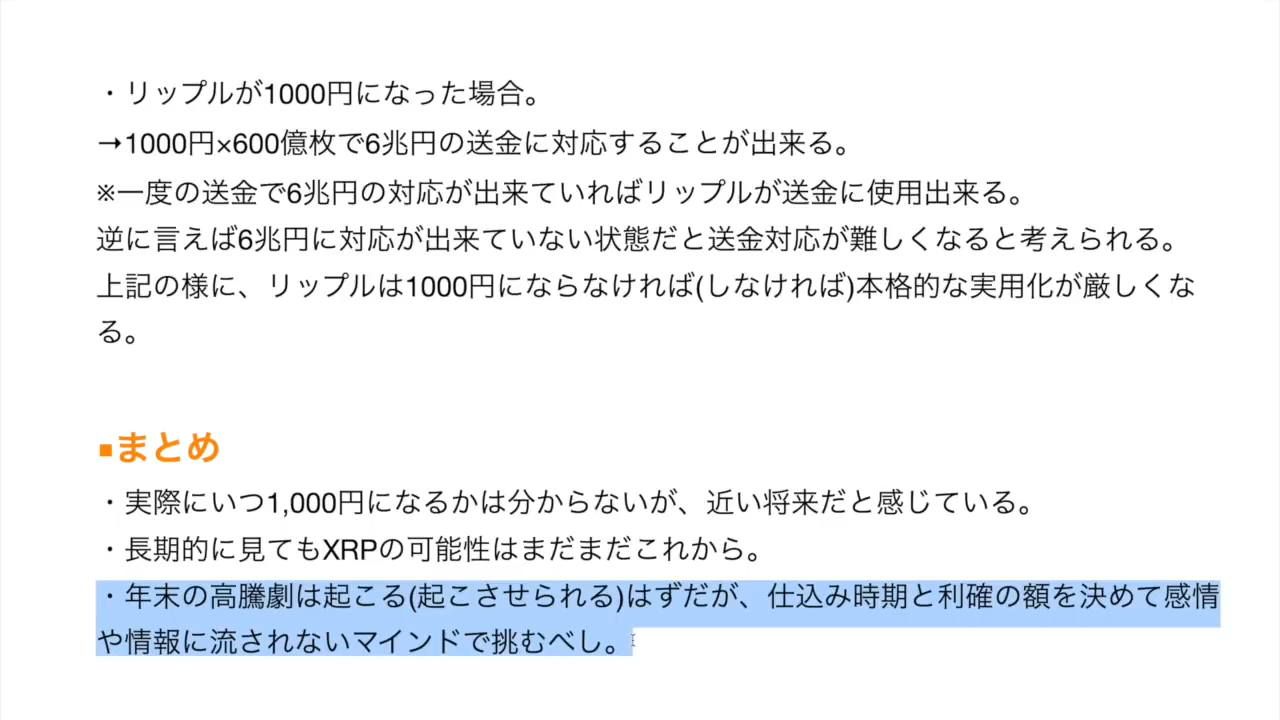 ・リップルが1000円になった場合。
→1000円×600億枚で6兆円の送金に対応することが出来る。
※一度の送金で6兆円の対応が出来ていればリップルが送金に使用出来る。
逆に言えば6兆円に対応が出来ていない状態だと送金対応が難しくなると考えられる。
上記の様に、リップルは1000円にならなければ(しなければ)本格的な実用化が厳しくな
る。
▪まとめ
・実際にいつ1,000円になるかは分からないが、近い将来だと感じている。
・長期的に見てもXRPの可能性はまだまだこれから。
・年末の高騰劇は起こる(起こさせられる)はずだが、仕込み時期と利確の額を決めて感情
や情報に流されないマインドで挑むべし。